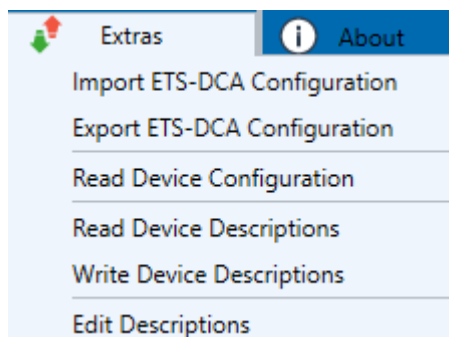 Extras
About
Import ETS-DCA Configuration
Export ETS-DCA Configuration
Read Device Configuration
Read Device Descriptions
Write Device Descriptions
Edit Descriptions